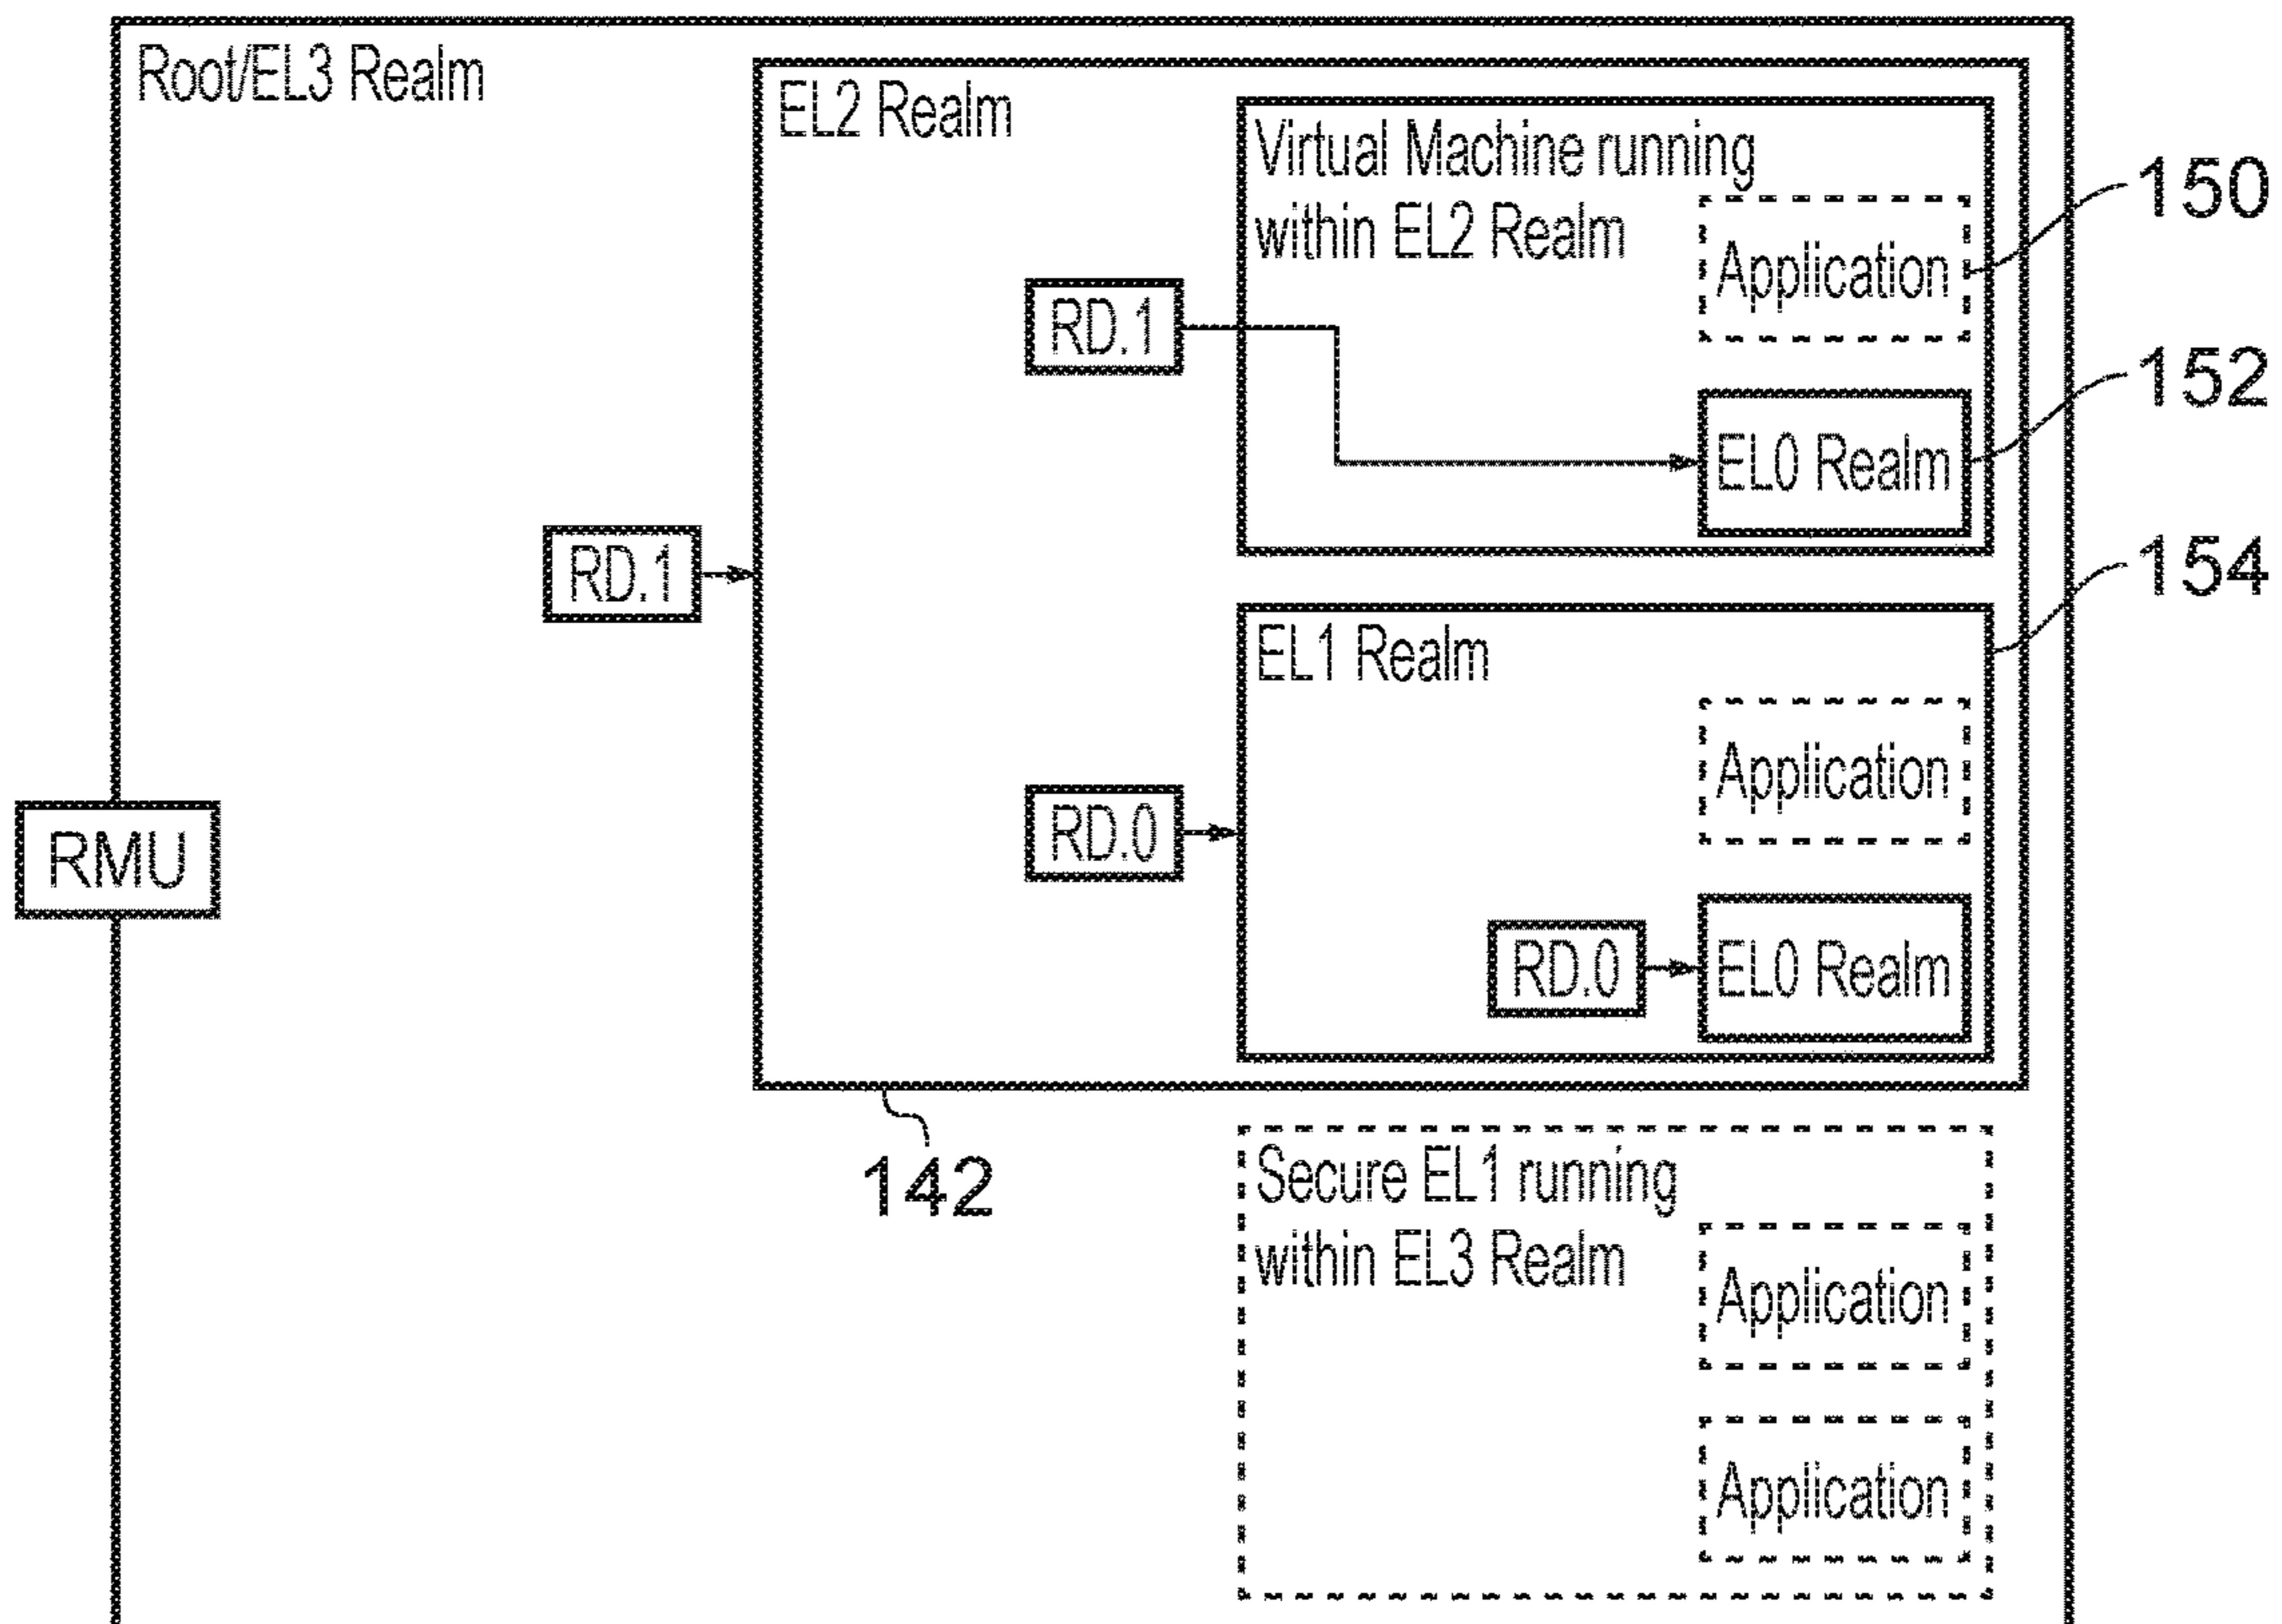 Root/EL3 Realm
EL2 Realm
Virtual Machine running
within EL2 Realm
Application
150
RD.1
152
EL0 Realm
RD.1
154
EL1 Realm
Application
RD.0
RMU
RD.0
EL0 Realm
142
Secure EL1 running
within EL3 Realm
Application
Application